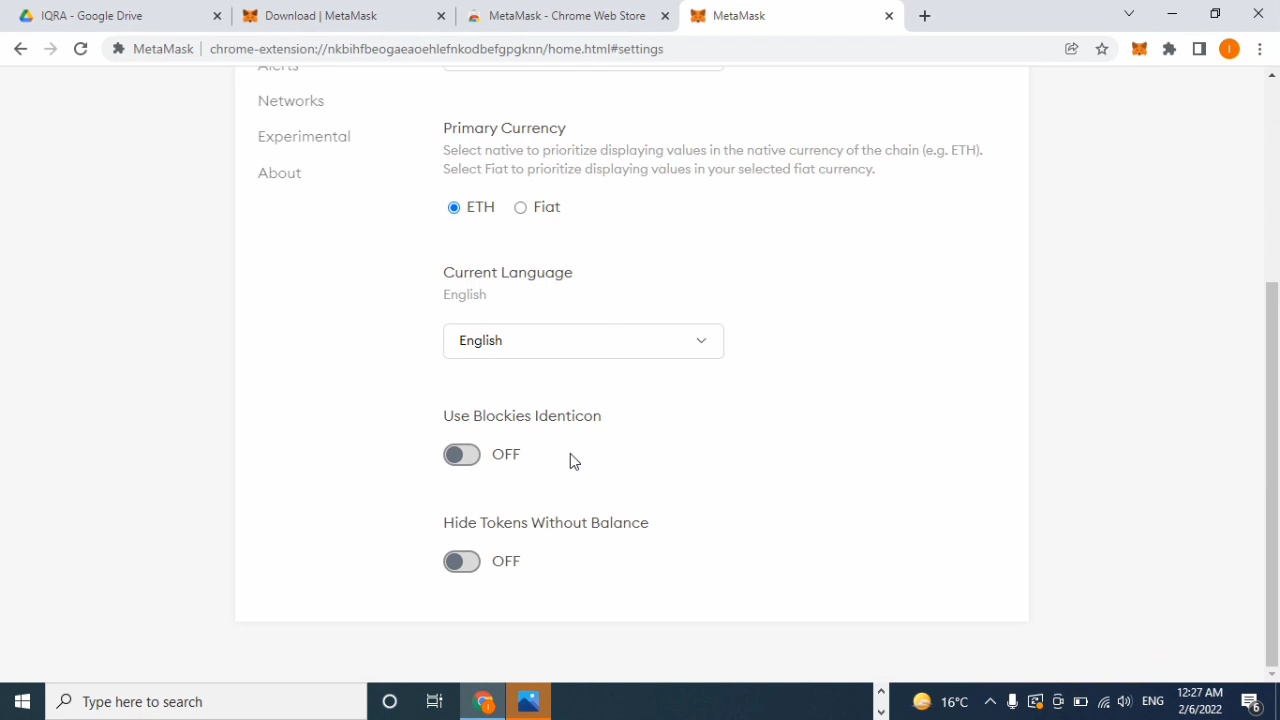 IQRA - Google Drive
Download | MetaMask
MetaMask - Chrome Web Store
MetaMask
MetaMask
chrome-extension://nkbihfbeogaeaoehlefnkodbefgpgknn/home.html#settings
I
Alerts
Networks
Experimental
About
Primary Currency
Select native to prioritize displaying values in the native currency of the chain (e.g. ETH).
Select Fiat to prioritize displaying values in your selected fiat currency.
ETH
Fiat
Current Language
English
English
Use Blockies Identicon
OFF
Hide Tokens Without Balance
OFF
Type here to search
16°C
ENG
12:27 AM
2/6/2022
6